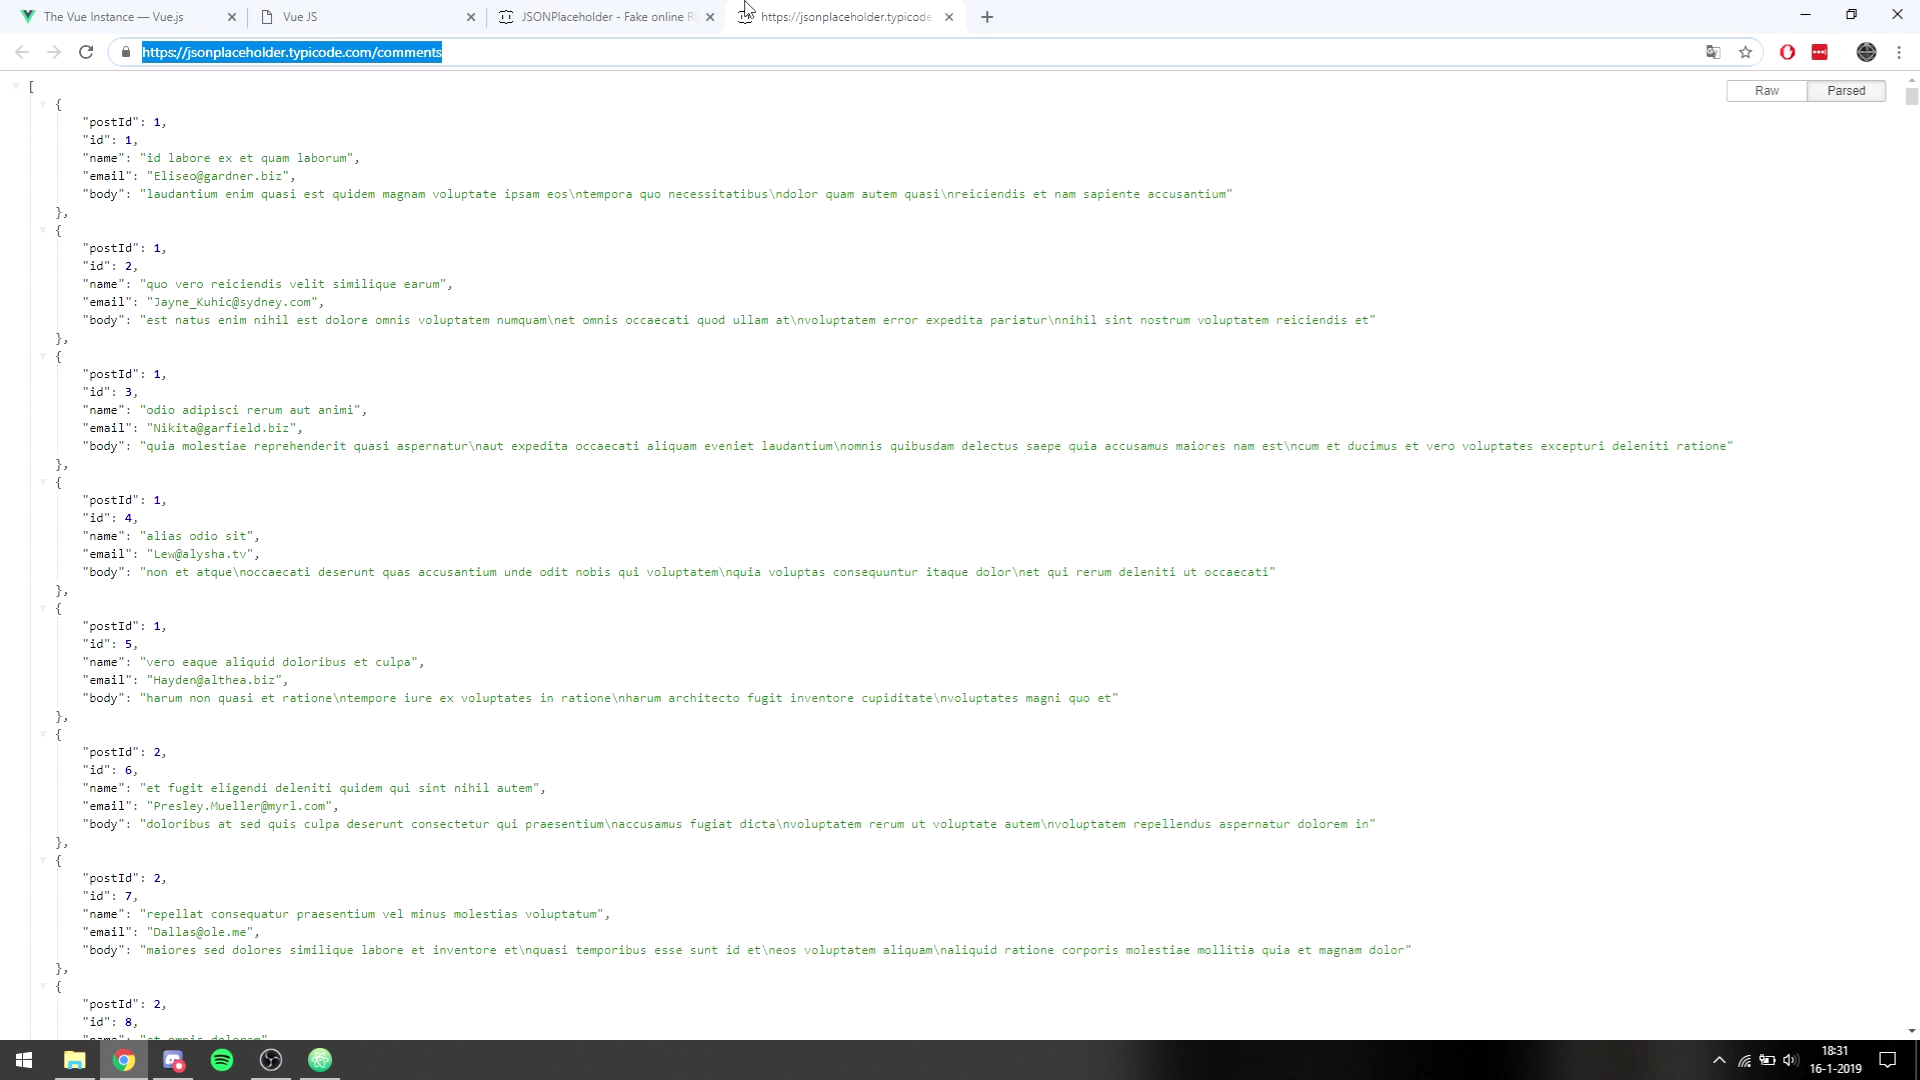 The Vue Instance — Vue.js
Vue JS
JSONPlaceholder - Fake online R
https://jsonplaceholder.typicode
https://jsonplaceholder.typicode.com/comments
Raw
Parsed
[
{
"postId": 1,
"id": 1,
"name": "id labore ex et quam laborum",
"email": "Eliseo@gardner.biz",
"body": "laudantium enim quasi est quidem magnam voluptate ipsam eos\ntempora quo necessitatibus\ndolor quam autem quasi\nreiciendis et nam sapiente accusantium"
},
{
"postId": 1,
"id": 2,
"name": "quo vero reiciendis velit similique earum",
"email": "Jayne_Kuhic@sydney.com",
"body": "est natus enim nihil est dolore omnis voluptatem numquam\net omnis occaecati quod ullam at\nvoluptatem error expedita pariatur\nnihil sint nostrum voluptatem reiciendis et"
},
{
"postId": 1,
"id": 3,
"name": "odio adipisci rerum aut animi",
"email": "Nikita@garfield.biz",
"body": "quia molestiae reprehenderit quasi aspernatur\naut expedita occaecati aliquam eveniet laudantium\nomnis quibusdam delectus saepe quia accusamus maiores nam est\ncum et ducimus et vero voluptates excepturi deleniti ratione"
},
{
"postId": 1,
"id": 4,
"name": "alias odio sit",
"email": "Lew@alysha.tv",
"body": "non et atque\noccaecati deserunt quas accusantium unde odit nobis qui voluptatem\nquia voluptas consequuntur itaque dolor\net qui rerum deleniti ut occaecati"
},
{
"postId": 1,
"id": 5,
"name": "vero eaque aliquid doloribus et culpa",
"email": "Hayden@althea.biz",
"body": "harum non quasi et ratione\ntempore iure ex voluptates in ratione\nharum architecto fugit inventore cupiditate\nvoluptates magni quo et"
},
{
"postId": 2,
"id": 6,
"name": "et fugit eligendi deleniti quidem qui sint nihil autem",
"email": "Presley.Mueller@myrl.com",
"body": "doloribus at sed quis culpa deserunt consectetur qui praesentium\naccusamus fugiat dicta\nvoluptatem rerum ut voluptate autem\nvoluptatem repellendus aspernatur dolorem in"
},
{
"postId": 2,
"id": 7,
"name": "repellat consequatur praesentium vel minus molestias voluptatum",
"email": "Dallas@ole.me",
"body": "maiores sed dolores similique labore et inventore et\nquasi temporibus esse sunt id et\neos voluptatem aliquam\naliquid ratione corporis molestiae mollitia quia et magnam dolor"
},
{
"postId": 2,
"id": 8,
"name": "et omnis dolorem"
18:31
16-1-2019